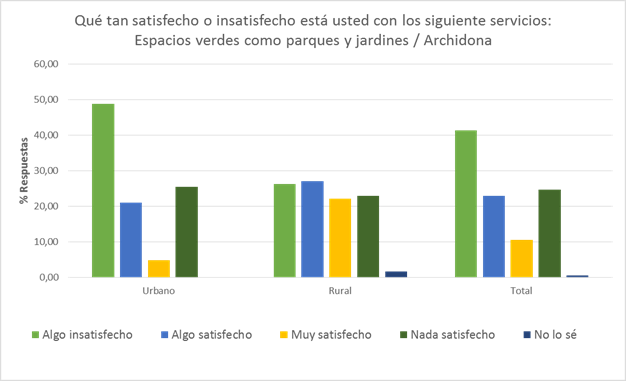 Qué tan satisfecho o insatisfecho está usted con los siguiente servicios:
Espacios verdes como parques y jardines / Archidona
60,00
50,00
40,00
30,00
20,00
10,00
0,00
% Respuestas
Urbano Rural Total
Algo insatisfecho Algo satisfecho Muy satisfecho Nada satisfecho No lo sé